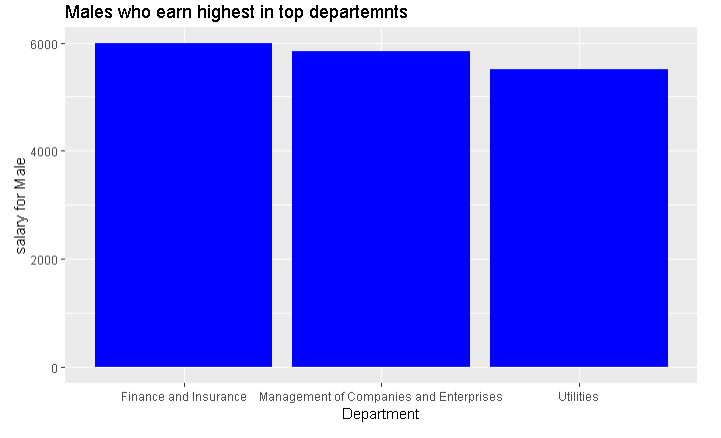 Males who earn highest in top departemnts
salary for Male
6000
4000
2000
0
Finance and Insurance
Management of Companies and Enterprises
Utilities
Department